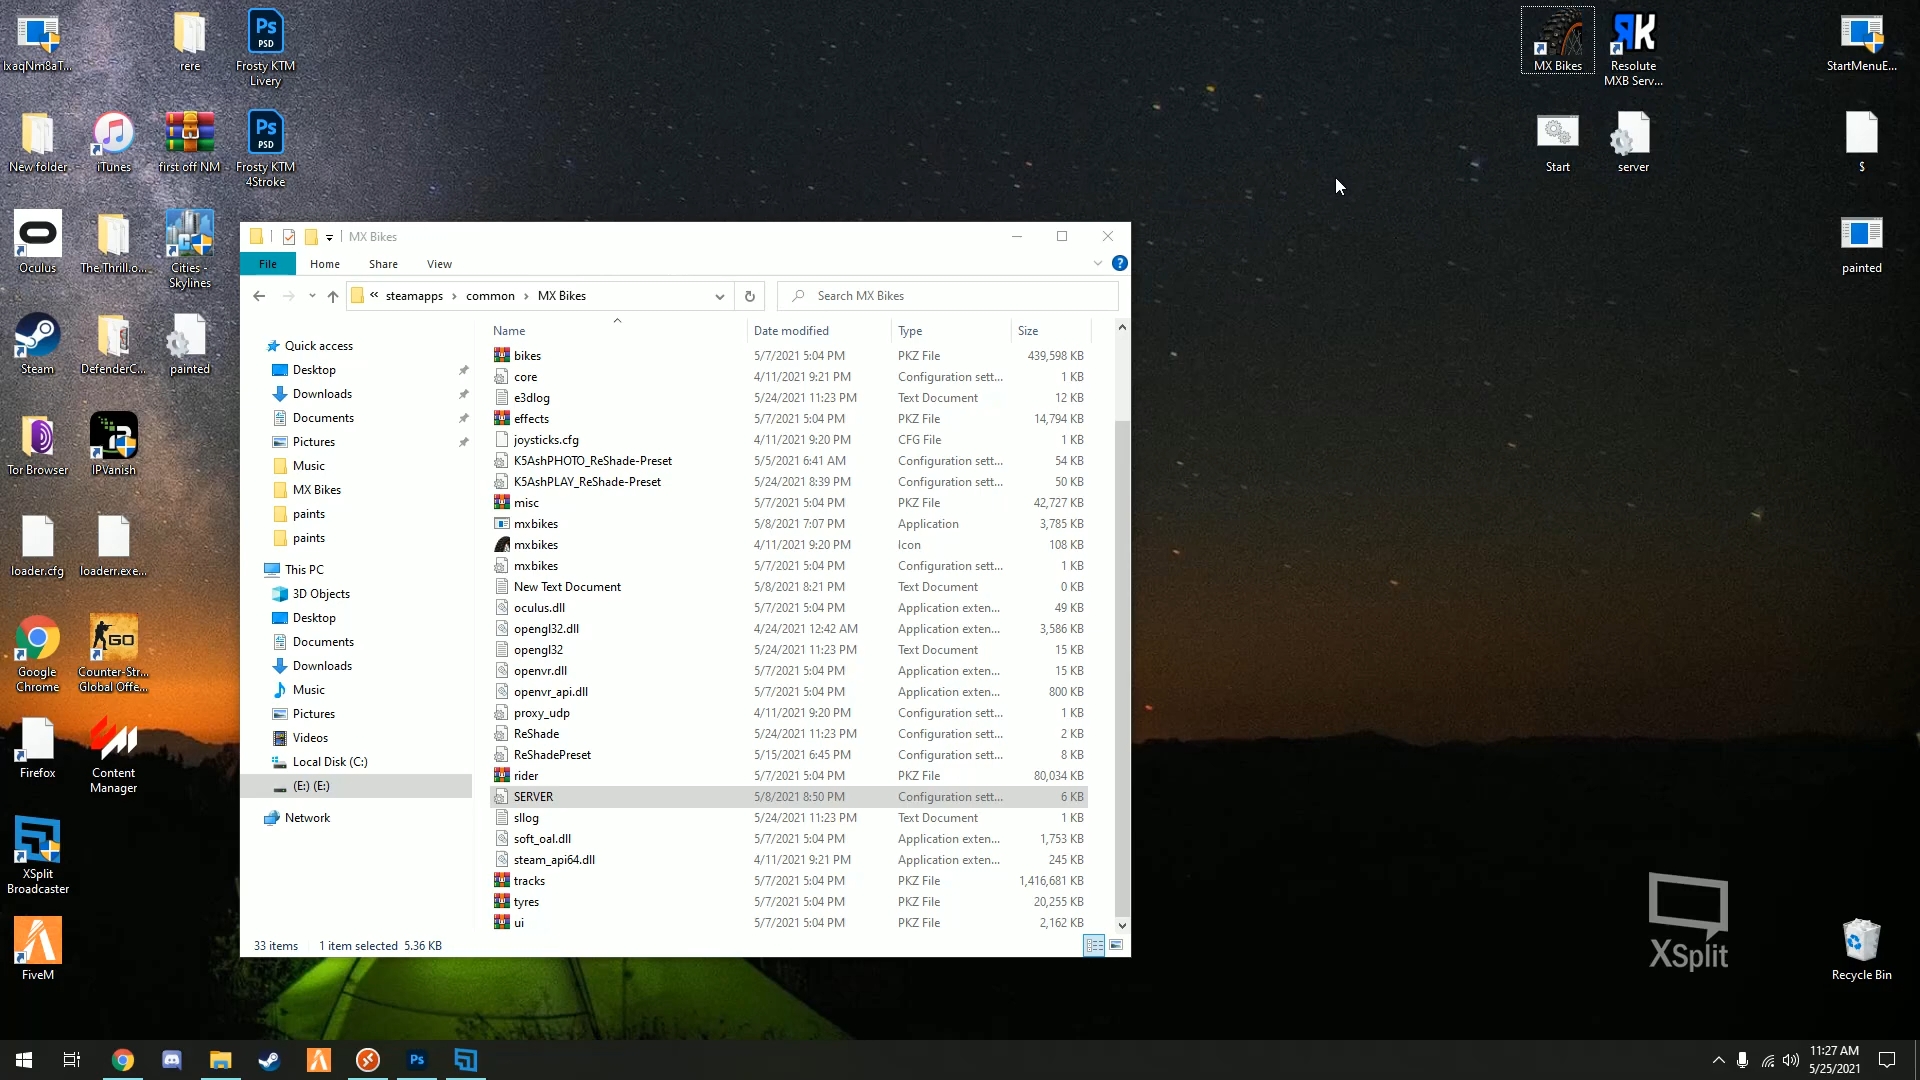 lxaqNm8aT...
rere
Ps
PSD
Frosty KTM
Livery
New folder
iTunes
first off NM
Ps
PSD
Frosty KTM
4Stroke
Oculus
The.Thrill.o...
Cities -
Skylines
Steam
DefenderC...
painted
Tor Browser
IPVanish
loader.cfg
loaderr.exe...
Google
Chrome
GO
Counter-Str...
Global Offe...
Firefox
Content
Manager
XSplit
Broadcaster
FiveM
MX Bikes
RK
Resolute
MXB Serv...
StartMenuE...
Start
server
$
painted
XSplit
Recycle Bin
MX Bikes
File
Home
Share
View
?
« steamapps > common > MX Bikes
Search MX Bikes
Quick access
Desktop
Downloads
Documents
Pictures
Music
MX Bikes
paints
paints
This PC
3D Objects
Desktop
Documents
Downloads
Music
Pictures
Videos
Local Disk (C:)
(E:) (E:)
Network
Name Date modified Type Size
bikes 5/7/2021 5:04 PM PKZ File 439,598 KB
core 4/11/2021 9:21 PM Configuration sett... 1 KB
e3dlog 5/24/2021 11:23 PM Text Document 12 KB
effects 5/7/2021 5:04 PM PKZ File 14,794 KB
joysticks.cfg 4/11/2021 9:20 PM CFG File 1 KB
K5AshPHOTO_ReShade-Preset 5/5/2021 6:41 AM Configuration sett... 54 KB
K5AshPLAY_ReShade-Preset 5/24/2021 8:39 PM Configuration sett... 50 KB
misc 5/7/2021 5:04 PM PKZ File 42,727 KB
mxbikes 5/8/2021 7:07 PM Application 3,785 KB
mxbikes 4/11/2021 9:20 PM Icon 108 KB
mxbikes 5/7/2021 5:04 PM Configuration sett... 1 KB
New Text Document 5/8/2021 8:21 PM Text Document 0 KB
oculus.dll 5/7/2021 5:04 PM Application exten... 49 KB
opengl32.dll 4/24/2021 12:42 AM Application exten... 3,586 KB
opengl32 5/24/2021 11:23 PM Text Document 15 KB
openvr.dll 5/7/2021 5:04 PM Application exten... 15 KB
openvr_api.dll 5/7/2021 5:04 PM Application exten... 800 KB
proxy_udp 4/11/2021 9:20 PM Configuration sett... 1 KB
ReShade 5/24/2021 11:23 PM Configuration sett... 2 KB
ReShadePreset 5/15/2021 6:45 PM Configuration sett... 8 KB
rider 5/7/2021 5:04 PM PKZ File 80,034 KB
SERVER 5/8/2021 8:50 PM Configuration sett... 6 KB
sllog 5/24/2021 11:23 PM Text Document 1 KB
soft_oal.dll 5/7/2021 5:04 PM Application exten... 1,753 KB
steam_api64.dll 4/11/2021 9:21 PM Application exten... 245 KB
tracks 5/7/2021 5:04 PM PKZ File 1,416,681 KB
tyres 5/7/2021 5:04 PM PKZ File 20,255 KB
ui 5/7/2021 5:04 PM PKZ File 2,162 KB
33 items 1 item selected 5.36 KB
Ps
11:27 AM
5/25/2021